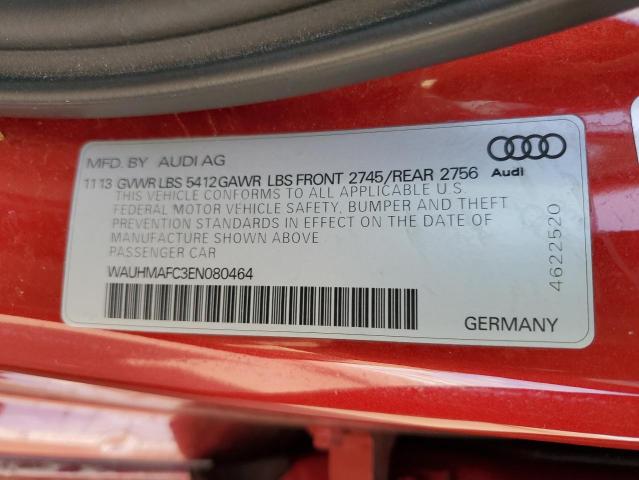 MFD. BY AUDI AG
11 13 GVWR LBS 5412 GAWR LBS FRONT 2745/REAR 2756
Audi
THIS VEHICLE CONFORMS TO ALL APPLICABLE U.S.
FEDERAL MOTOR VEHICLE SAFETY, BUMPER AND THEFT
PREVENTION STANDARDS IN EFFECT ON THE DATE OF
MANUFACTURE SHOWN ABOVE
PASSENGER CAR
WAUHMAFC3EN080464
4622520
GERMANY